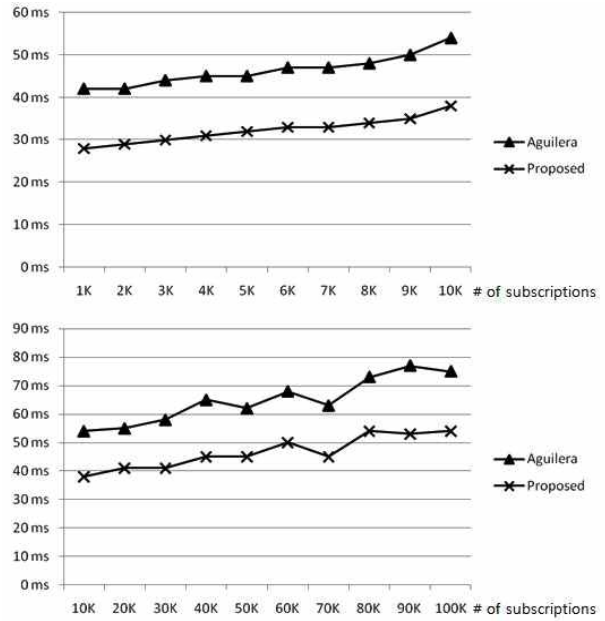 60 ms
50 ms
40 ms
30 ms
20 ms
10 ms
0 ms
Aguilera
Proposed
1K 2K 3K 4K 5K 6K 7K 8K 9K 10K # of subscriptions
90 ms
80 ms
70 ms
60 ms
50 ms
40 ms
30 ms
20 ms
10 ms
0 ms
Aguilera
Proposed
10K 20K 30K 40K 50K 60K 70K 80K 90K 100K # of subscriptions